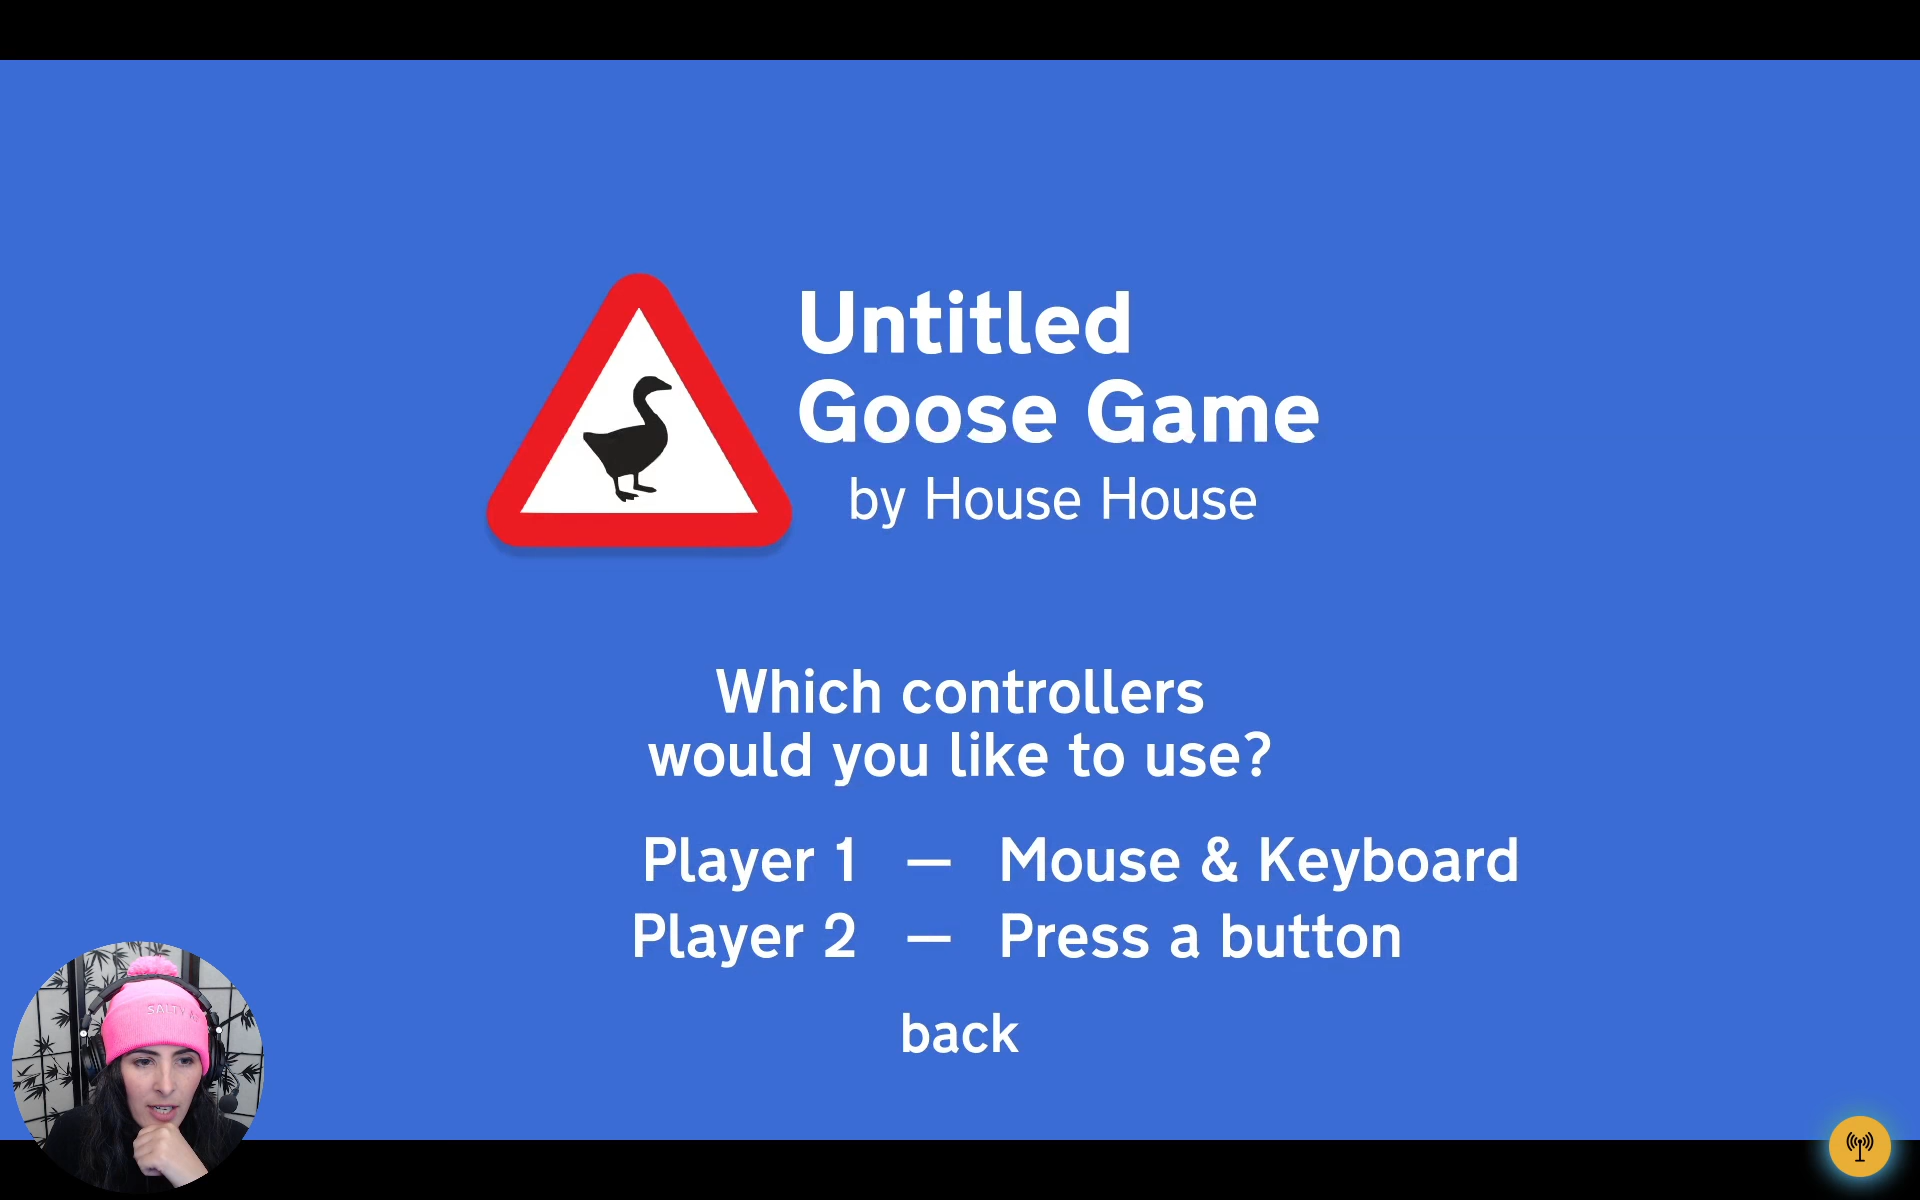 Untitled
Goose Game
by House House
Which controllers
would you like to use?
Player 1 — Mouse & Keyboard
Player 2 — Press a button
back